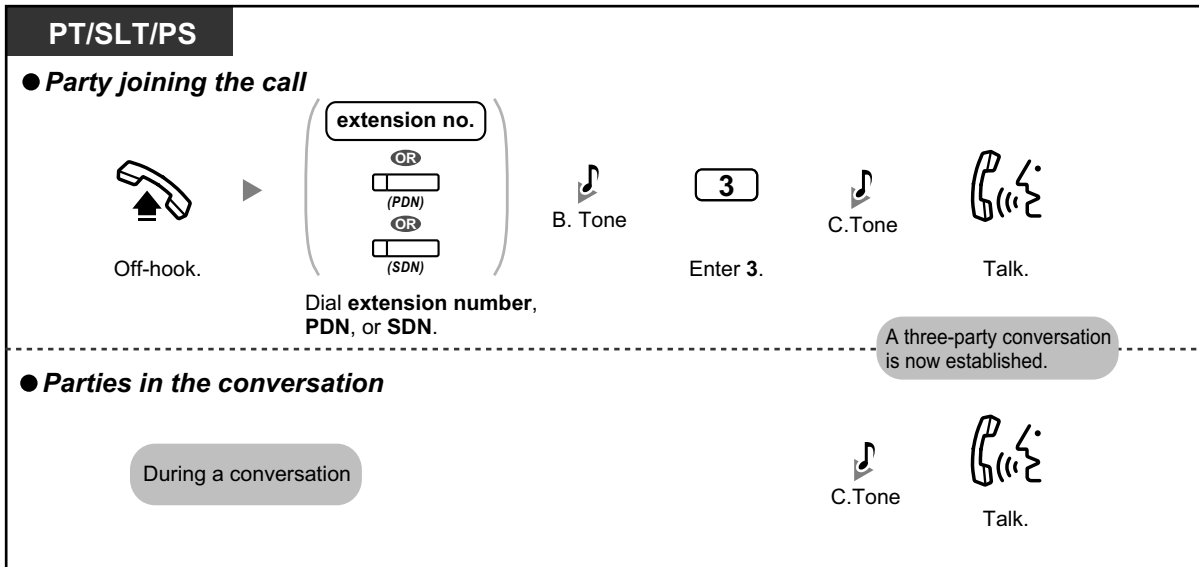 PT/SLT/PS
● Party joining the call
extension no.
OR
(PDN)
OR
(SDN)
B. Tone
3
C.Tone
Off-hook.
Enter 3.
Talk.
Dial extension number,
PDN, or SDN.
A three-party conversation
is now established.
● Parties in the conversation
During a conversation
C.Tone
Talk.